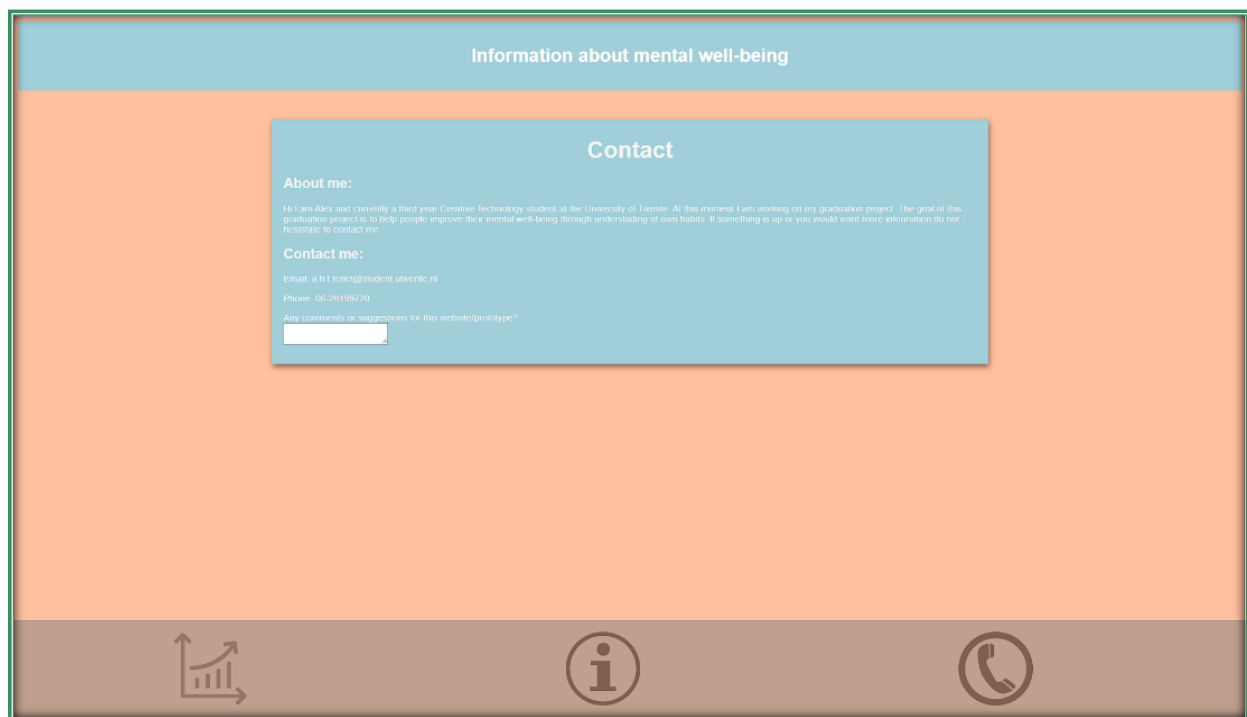 Information about mental well-being
Contact
About me:
Hi I am Alex and currently a third year Creative Technology student at the University of Twente. At this moment I am working on my graduation project. The goal of this
graduation project is to help people improve their mental well-being through understading of own habits. If something is up or you would want more information do not
hesistate to contact me.
Contact me:
Email:
Phone: 06-28199728
Any comments or suggestions for this website/prototype?